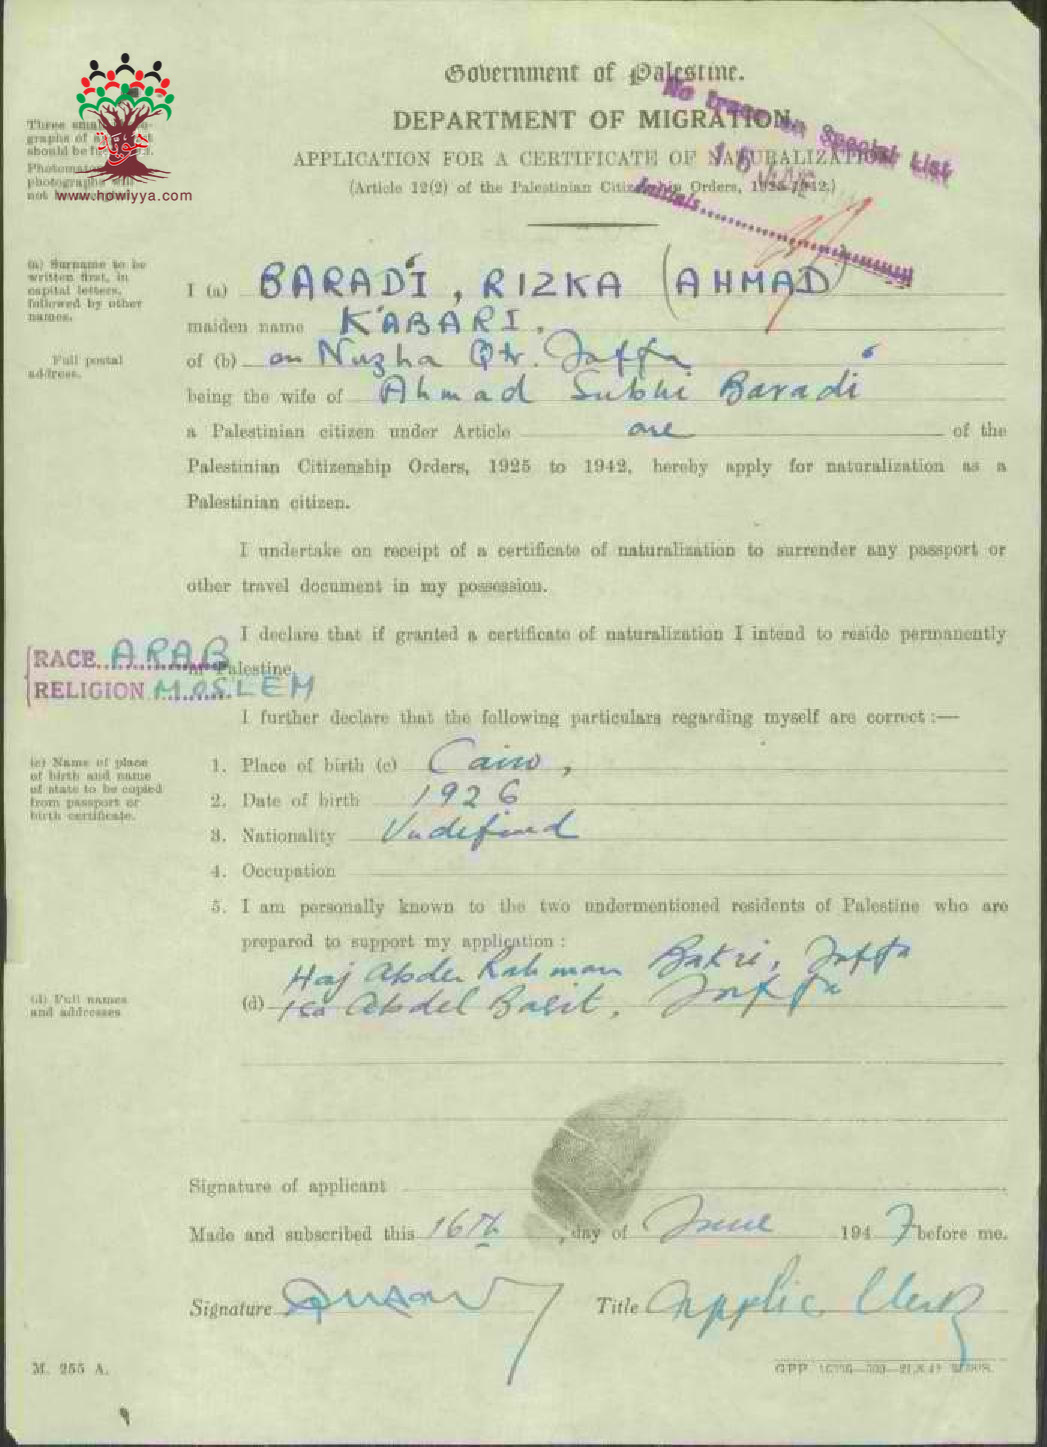 Government of Palestine.
DEPARTMENT OF MIGRATION
APPLICATION FOR A CERTIFICATE OF NATURALIZATION
(Article 12(2) of the Palestinian Citizenship Orders, 1925-1942.)
No trace on Special List
16
Initials
www.howiyya.com
Three small
graphs of
should be
photographs will
not be
(a) Surname to be
written first, in
capital letters,
followed by other
names.
I (a) BARADI, RIZKA (AHMAD)
maiden name KABARI,
Full postal
address.
of (b) an Nuzha Qtr. Jaffa
being the wife of Ahmad Subhi Baradi
a Palestinian citizen under Article one of the
Palestinian Citizenship Orders, 1925 to 1942, hereby apply for naturalization as a
Palestinian citizen.
I undertake on receipt of a certificate of naturalization to surrender any passport or
other travel document in my possession.
I declare that if granted a certificate of naturalization I intend to reside permanently
in Palestine.
RACE ARAB
RELIGION MOSLEM
I further declare that the following particulars regarding myself are correct :—
(c) Name of place
of birth and name
of state to be copied
from passport or
birth certificate.
1. Place of birth (c) Cairo,
2. Date of birth 1926
3. Nationality Undefined
4. Occupation
5. I am personally known to the two undermentioned residents of Palestine who are
prepared to support my application :
Haj Abder Rahman Bakri, Jaffa
(d) Full names
and addresses
(d) Isa Abdel Basit, Jaffa
Signature of applicant
Made and subscribed this 16th day of June 1947 before me.
Signature
Title Applic. Clerk
M. 255 A.
GPP